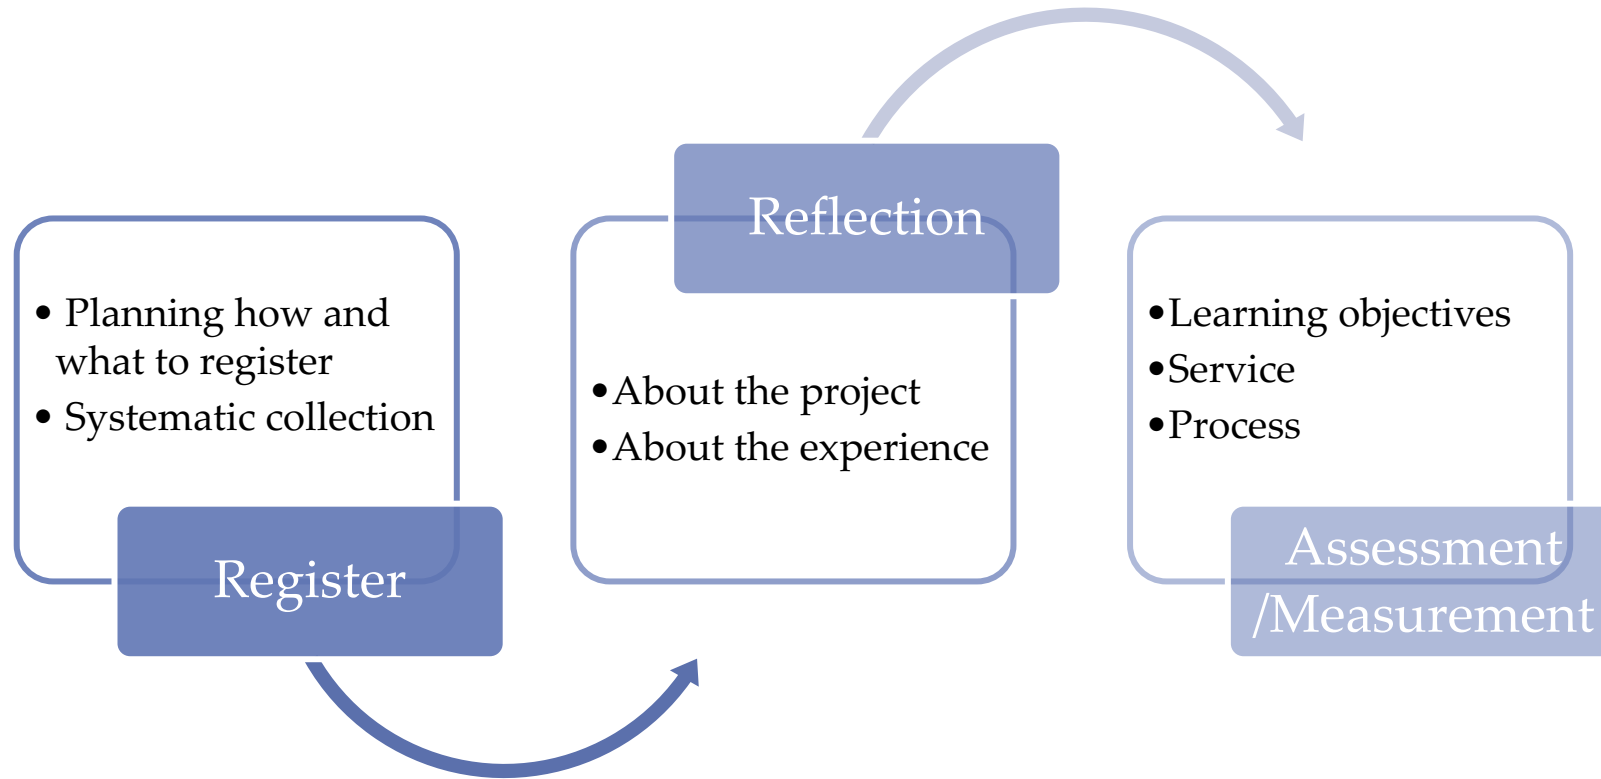 • Planning how and
what to register
• Systematic collection
Register
Reflection
•About the project
•About the experience
•Learning objectives
•Service
•Process
Assessment
/Measurement